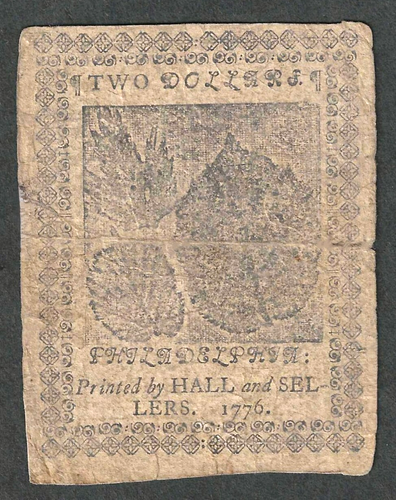 ¶TWO DOLLARS.¶
PHILADELPHIA:
Printed by HALL and SEL-
LERS. 1776.